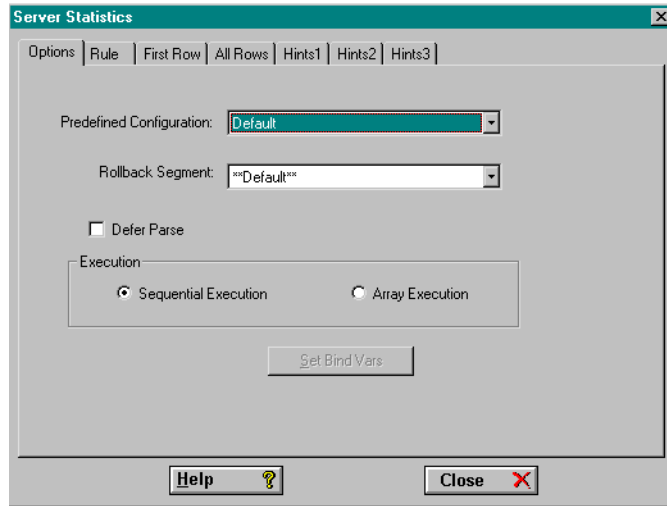 Server Statistics
Options Rule First Row All Rows Hints1 Hints2 Hints3
Predefined Configuration: Default
Rollback Segment: **Default**
Defer Parse
Execution
Sequential Execution Array Execution
Set Bind Vars
Help ? Close